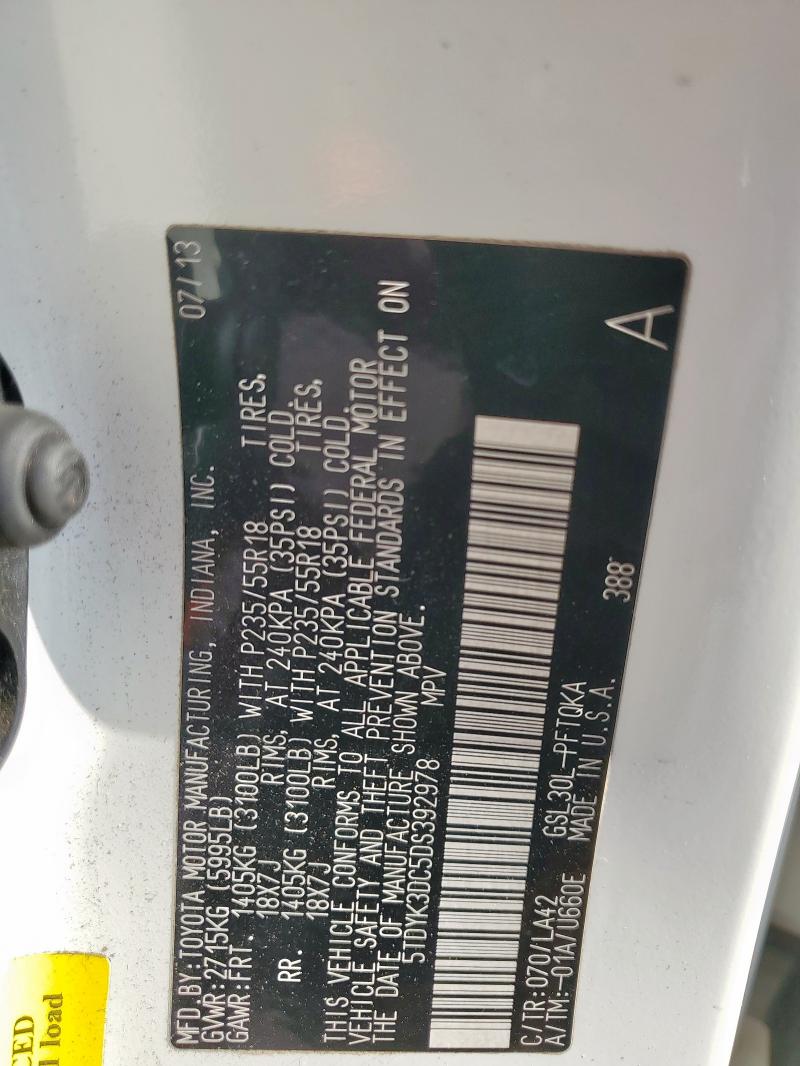 MFD.BY:TOYOTA MOTOR MANUFACTURING, INDIANA, INC. 07/13
GVWR:2715KG (5995LB)
GAWR:FRT. 1405KG (3100LB) WITH P235/55R18 TIRES,
18X7J RIMS, AT 240KPA (35PSI) COLD.
RR. 1405KG (3100LB) WITH P235/55R18 TIRES,
18X7J RIMS, AT 240KPA (35PSI) COLD.
THIS VEHICLE CONFORMS TO ALL APPLICABLE FEDERAL MOTOR
VEHICLE SAFETY AND THEFT PREVENTION STANDARDS IN EFFECT ON
THE DATE OF MANUFACTURE SHOWN ABOVE.
5TDYK3DC5DS392978 MPV
C/TR:070/LA42 GSL30L-PFTQKA 388
A/TM:-01A/U660E MADE IN U.S.A. A
CED
load